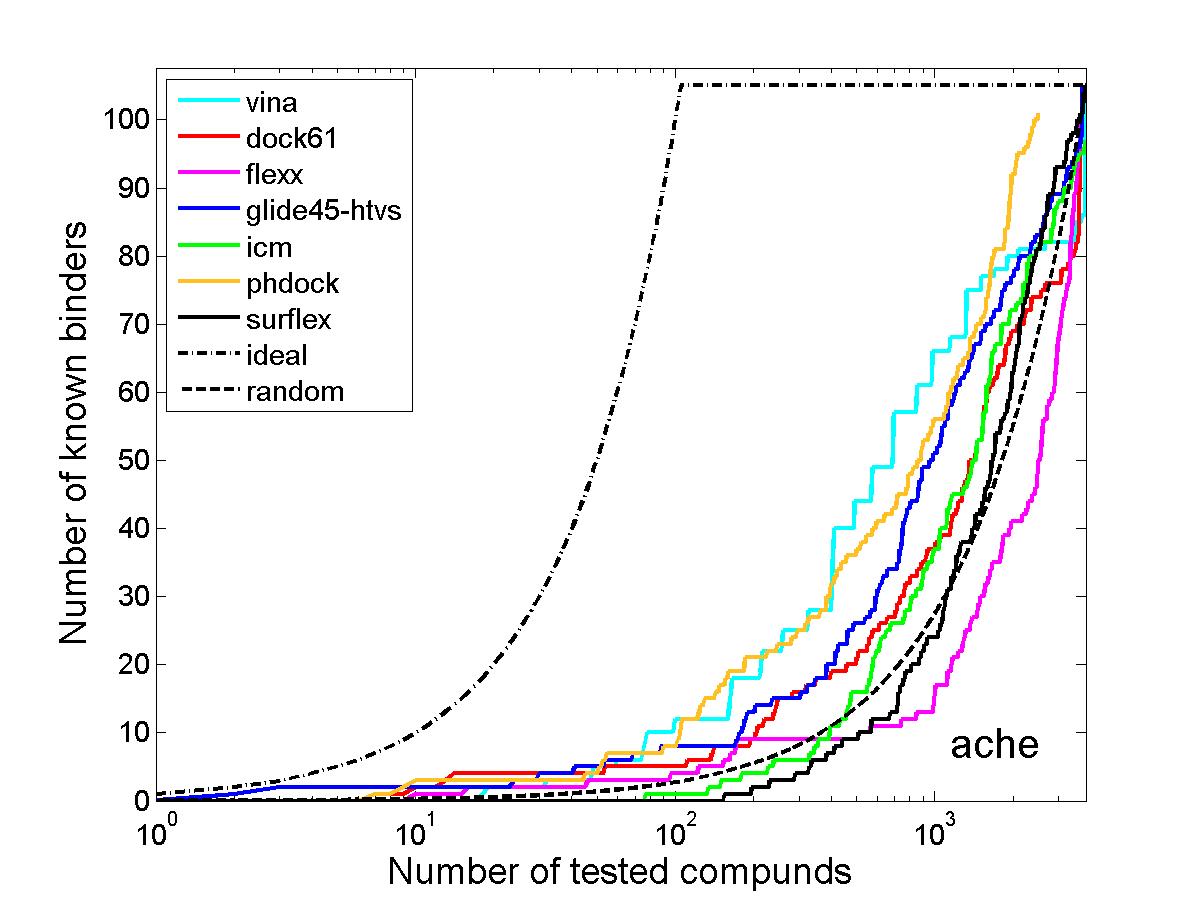 vina
dock61
flexx
glide45-htvs
icm
phdock
surflex
ideal
random
100
90
80
70
60
50
40
30
20
10
0
Number of known binders
ache
10^0
10^1
10^2
10^3
Number of tested compunds